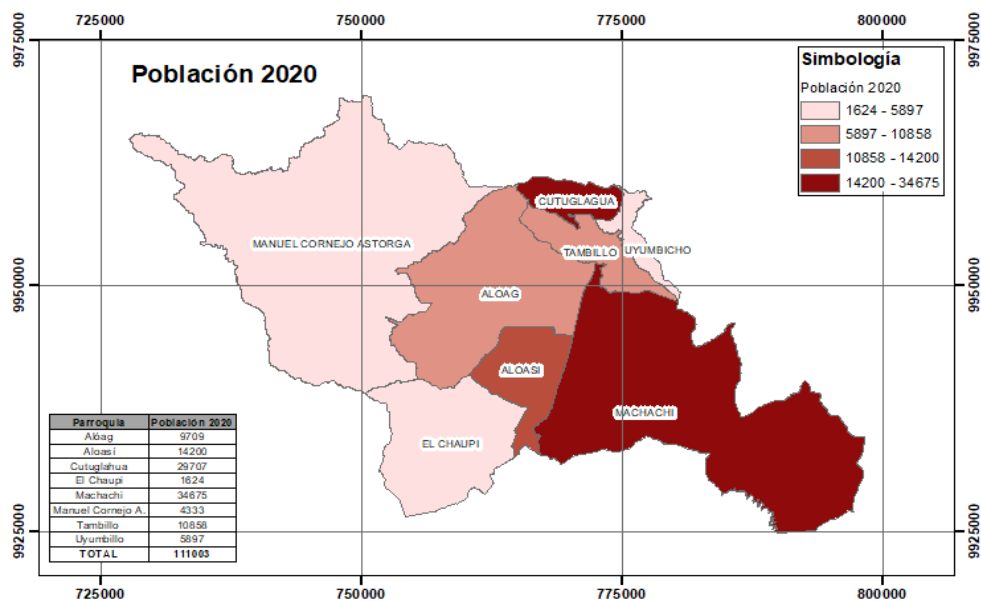 725000 750000 775000 800000
9975000 9975000
Población 2020
Simbología
Población 2020
1624 - 5897
5897 - 10858
10858 - 14200
14200 - 34675
CUTUGLAGUA
MANUEL CORNEJO ASTORGA
TAMBILLO
UYUMBICHO
9950000 9950000
ALOAG
ALOASI
MACHACHI
EL CHAUPI
Parroquia Población 2020
Alóag 9709
Aloasí 14200
Cutuglahua 29707
El Chaupi 1624
Machachi 34675
Manuel Cornejo A. 4333
Tambillo 10858
Uyumbillo 5897
TOTAL 111003
9925000 9925000
725000 750000 775000 800000